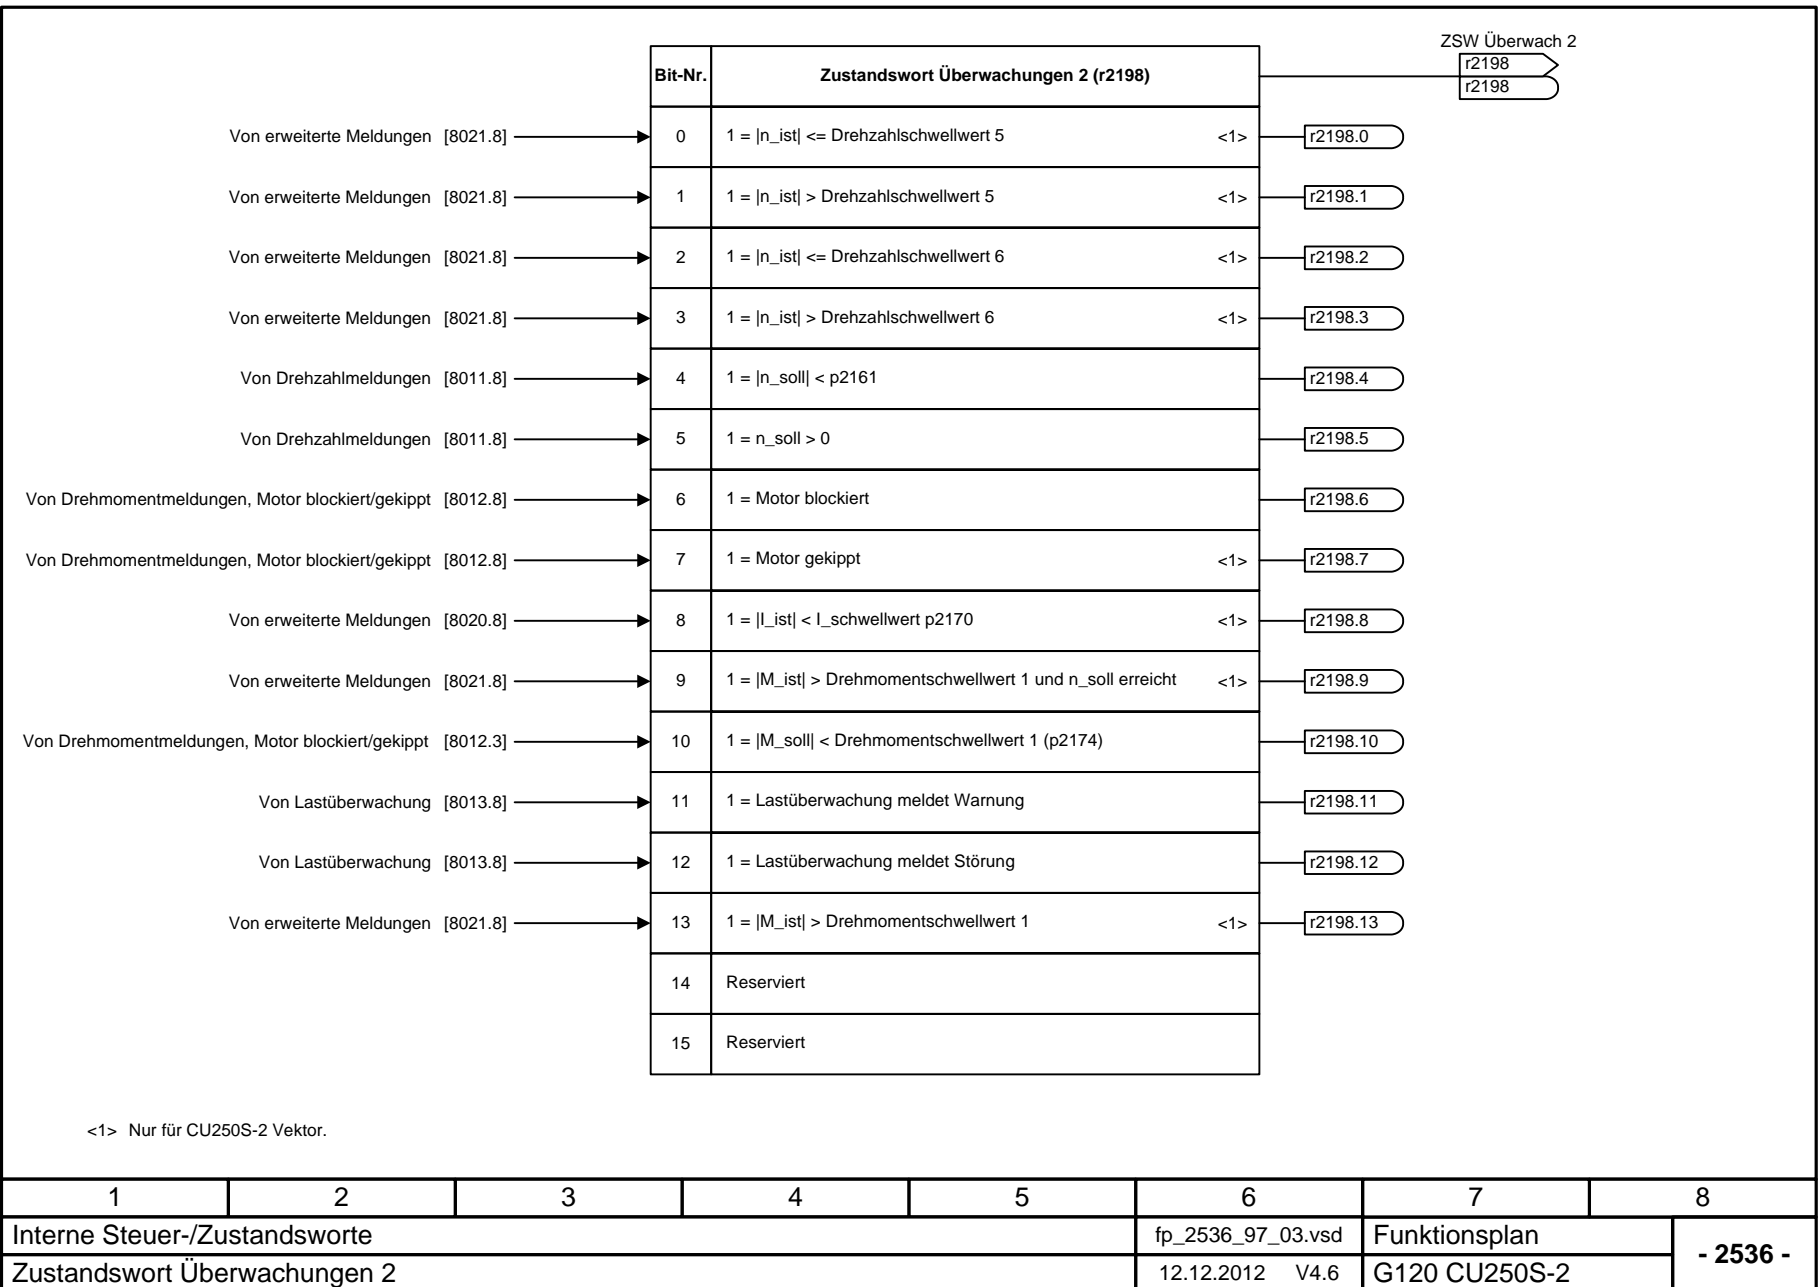 ZSW Überwach 2
Bit-Nr. Zustandswort Überwachungen 2 (r2198) r2198
r2198
Von erweiterte Meldungen [8021.8] 0 1 = |n_ist| <= Drehzahlschwellwert 5 <1> r2198.0
Von erweiterte Meldungen [8021.8] 1 1 = |n_ist| > Drehzahlschwellwert 5 <1> r2198.1
Von erweiterte Meldungen [8021.8] 2 1 = |n_ist| <= Drehzahlschwellwert 6 <1> r2198.2
Von erweiterte Meldungen [8021.8] 3 1 = |n_ist| > Drehzahlschwellwert 6 <1> r2198.3
Von Drehzahlmeldungen [8011.8] 4 1 = |n_soll| < p2161 r2198.4
Von Drehzahlmeldungen [8011.8] 5 1 = n_soll > 0 r2198.5
Von Drehmomentmeldungen, Motor blockiert/gekippt [8012.8] 6 1 = Motor blockiert r2198.6
Von Drehmomentmeldungen, Motor blockiert/gekippt [8012.8] 7 1 = Motor gekippt <1> r2198.7
Von erweiterte Meldungen [8020.8] 8 1 = |I_ist| < I_schwellwert p2170 <1> r2198.8
Von erweiterte Meldungen [8021.8] 9 1 = |M_ist| > Drehmomentschwellwert 1 und n_soll erreicht <1> r2198.9
Von Drehmomentmeldungen, Motor blockiert/gekippt [8012.3] 10 1 = |M_soll| < Drehmomentschwellwert 1 (p2174) r2198.10
Von Lastüberwachung [8013.8] 11 1 = Lastüberwachung meldet Warnung r2198.11
Von Lastüberwachung [8013.8] 12 1 = Lastüberwachung meldet Störung r2198.12
Von erweiterte Meldungen [8021.8] 13 1 = |M_ist| > Drehmomentschwellwert 1 <1> r2198.13
14 Reserviert
15 Reserviert
<1> Nur für CU250S-2 Vektor.
1 2 3 4 5 6 7 8
Interne Steuer-/Zustandsworte fp_2536_97_03.vsd Funktionsplan - 2536 -
Zustandswort Überwachungen 2 12.12.2012 V4.6 G120 CU250S-2